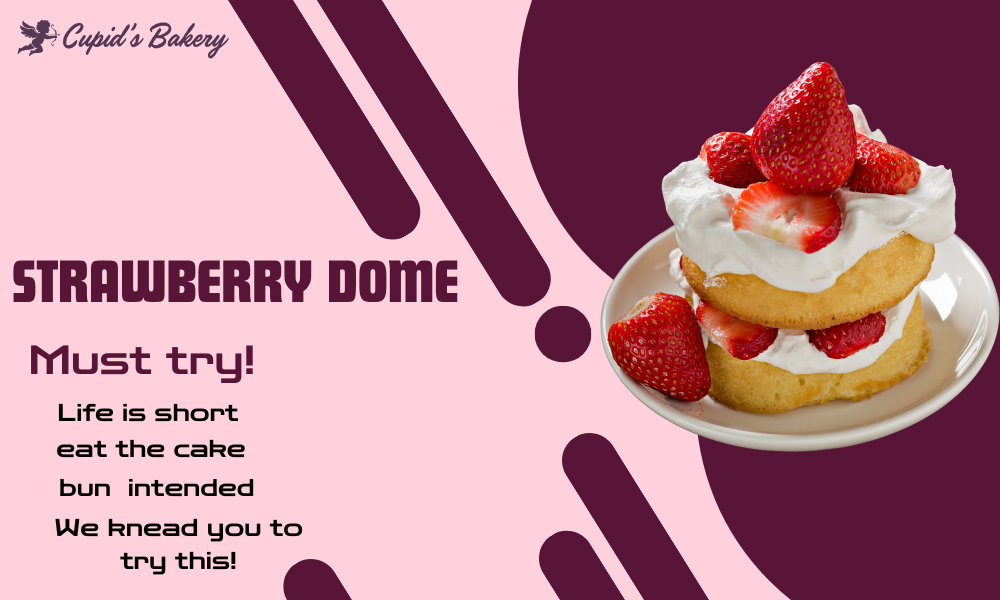 Cupid's Bakery
STRAWBERRY DOME
Must try!
Life is short
eat the cake
bun intended
We knead you to
try this!